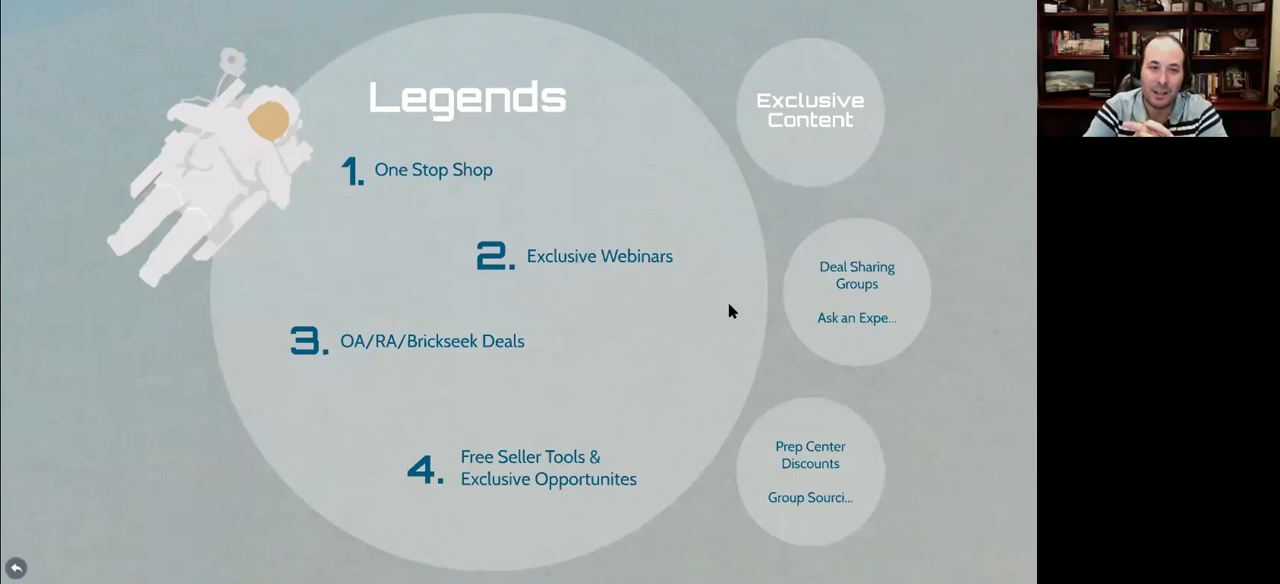 Legends
1. One Stop Shop
2. Exclusive Webinars
3. OA/RA/Brickseek Deals
4. Free Seller Tools &
Exclusive Opportunites
Exclusive
Content
Deal Sharing
Groups
Ask an Expe...
Prep Center
Discounts
Group Sourci...